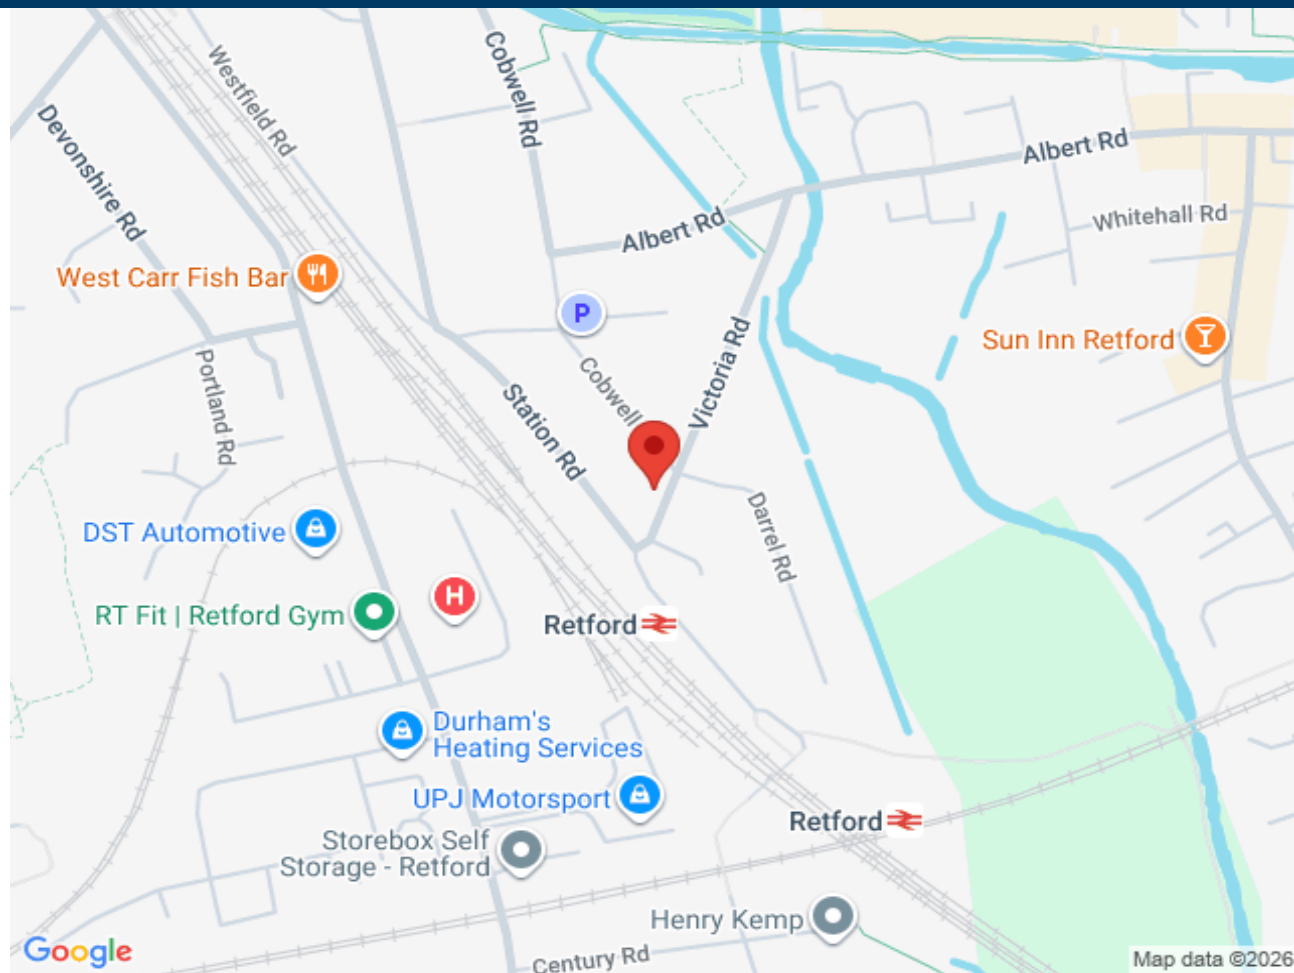 Cobwell Rd
Westfield Rd
Devonshire Rd
Albert Rd
Albert Rd
Whitehall Rd
West Carr Fish Bar
P
Sun Inn Retford
Portland Rd
Cobwell
Victoria Rd
Station Rd
DST Automotive
Darrel Rd
H
RT Fit | Retford Gym
Retford
Durham's
Heating Services
UPJ Motorsport
Retford
Storebox Self
Storage - Retford
Henry Kemp
Google
Century Rd
Map data ©2026